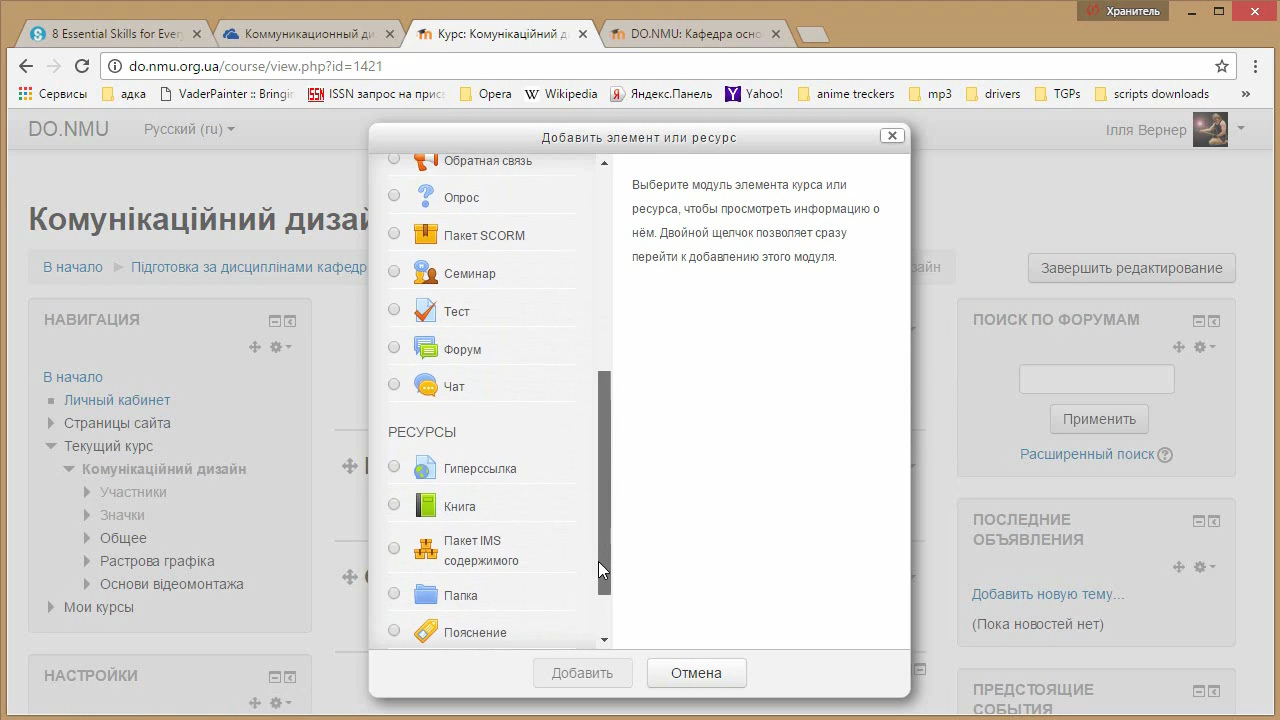 Хранитель
8 Essential Skills for Every
Коммуникационный ди
Курс: Комунікаційний д
DO.NMU: Кафедра осно
do.nmu.org.ua/course/view.php?id=1421
Сервисы
адка
VaderPainter :: Bringin
ISSN запрос на прис
Opera
Wikipedia
Яндекс.Панель
Yahoo!
anime treckers
mp3
drivers
TGPs
scripts downloads
»
DO.NMU
Русский (ru)
Ілля Вернер
Комунікаційний дизай
В начало
Підготовка за дисциплінами кафедр
айн
Завершить редактирование
НАВИГАЦИЯ
В начало
Личный кабинет
Страницы сайта
Текущий курс
Комунікаційний дизайн
Участники
Значки
Общее
Растрова графіка
Основи відеомонтажа
Мои курсы
НАСТРОЙКИ
Добавить элемент или ресурс
Обратная связь
Опрос
Пакет SCORM
Семинар
Тест
Форум
Чат
РЕСУРСЫ
Гиперссылка
Книга
Пакет IMS
содержимого
Папка
Пояснение
Выберите модуль элемента курса или
ресурса, чтобы просмотреть информацию о
нём. Двойной щелчок позволяет сразу
перейти к добавлению этого модуля.
Добавить
Отмена
ПОИСК ПО ФОРУМАМ
Применить
Расширенный поиск
ПОСЛЕДНИЕ
ОБЪЯВЛЕНИЯ
Добавить новую тему...
(Пока новостей нет)
ПРЕДСТОЯЩИЕ
СОБЫТИЯ